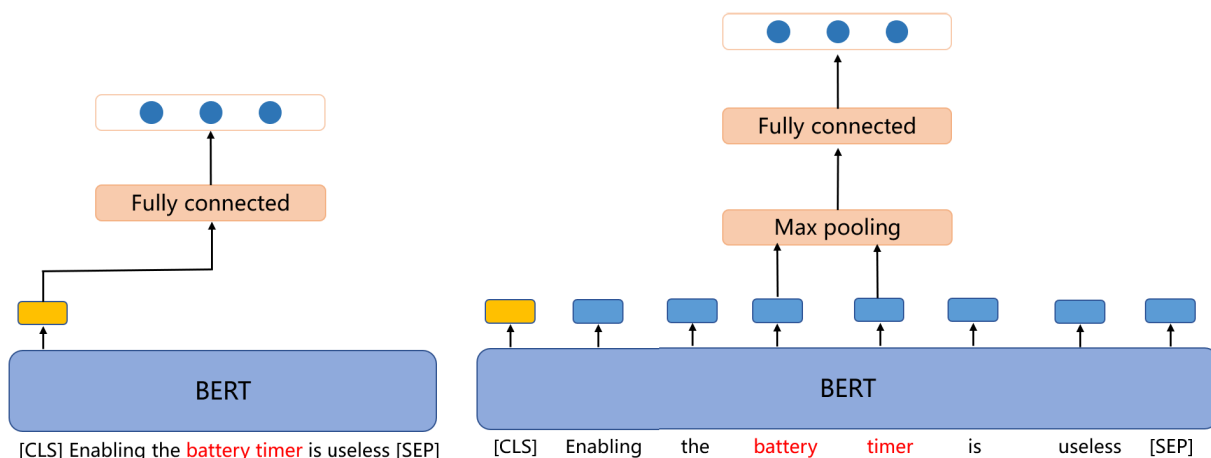 Fully connected
BERT
[CLS] Enabling the battery timer is useless [SEP]
Fully connected
Max pooling
BERT
[CLS] Enabling the battery timer is useless [SEP]